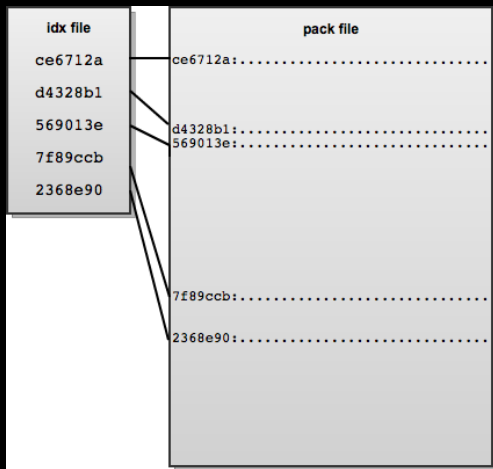 idx file
ce6712a
d4328b1
569013e
7f89ccb
2368e90
pack file
ce6712a:................................
d4328b1:................................
569013e:................................
7f89ccb:................................
2368e90:................................